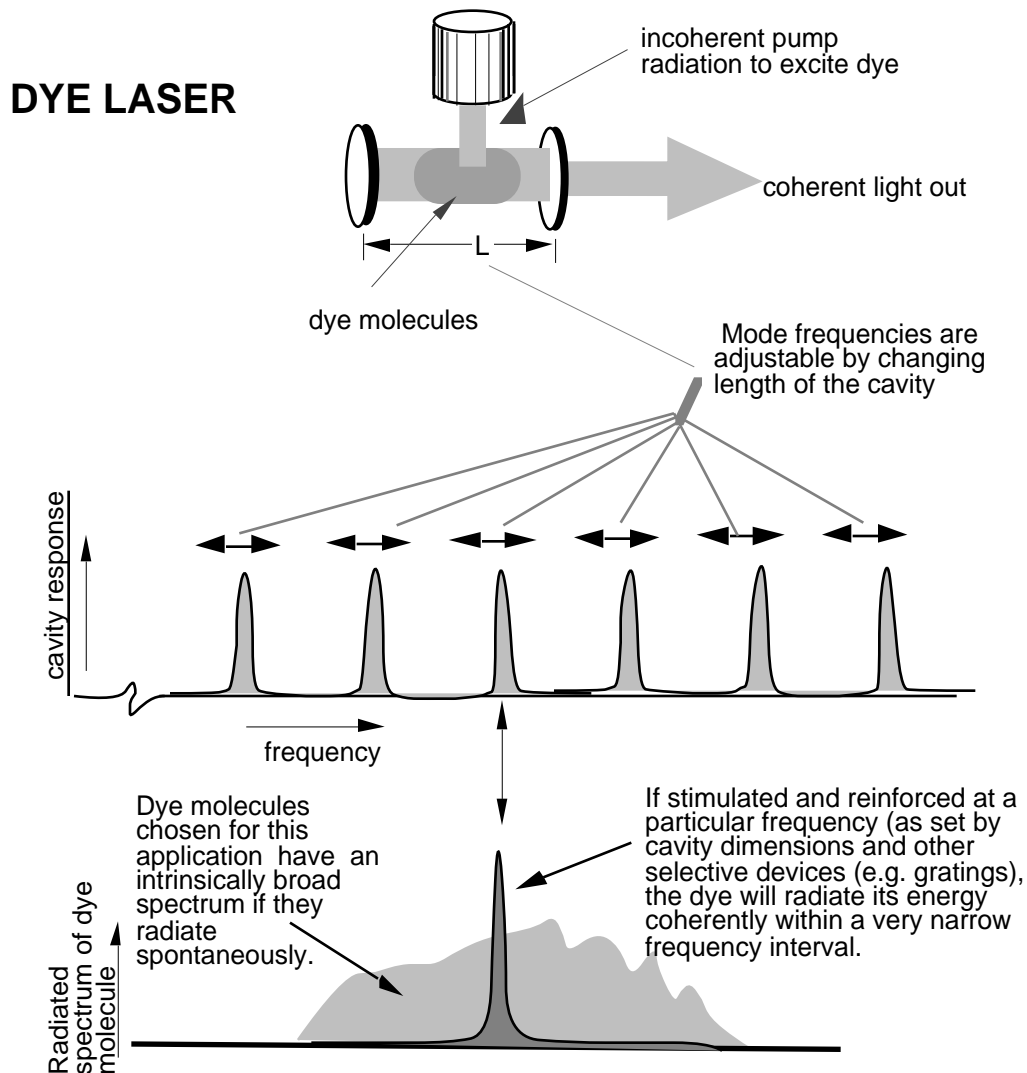 DYE LASER
incoherent pump
radiation to excite dye
coherent light out
L
dye molecules
Mode frequencies are
adjustable by changing
length of the cavity
cavity response
frequency
Dye molecules
chosen for this
application have an
intrinsically broad
spectrum if they
radiate
spontaneously.
If stimulated and reinforced at a
particular frequency (as set by
cavity dimensions and other
selective devices (e.g. gratings),
the dye will radiate its energy
coherently within a very narrow
frequency interval.
Radiated
spectrum of dye
molecule